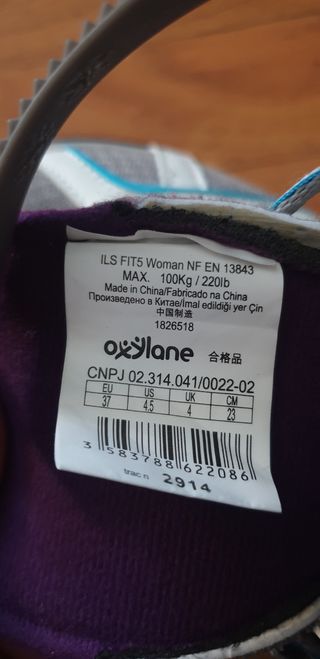 ILS FIT5 Woman NF EN 13843
MAX. 100Kg / 220lb
Made in China/Fabricado na China
Произведено в Китае/İmal edildiği yer Çin
中国制造
1826518
oxylane 合格品
CNPJ 02.314.041/0022-02
EU US UK CM
37 4.5 4 23
3 583788 622086
trac n 2914